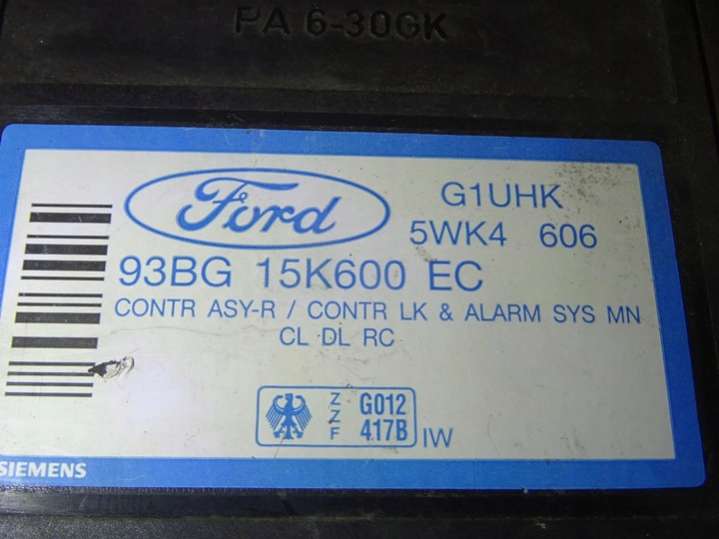 PA 6-30GK
Ford
G1UHK
5WK4 606
93BG 15K600 EC
CONTR ASY-R / CONTR LK & ALARM SYS MN
CL DL RC
Z
Z
F
G012
417B
IW
SIEMENS